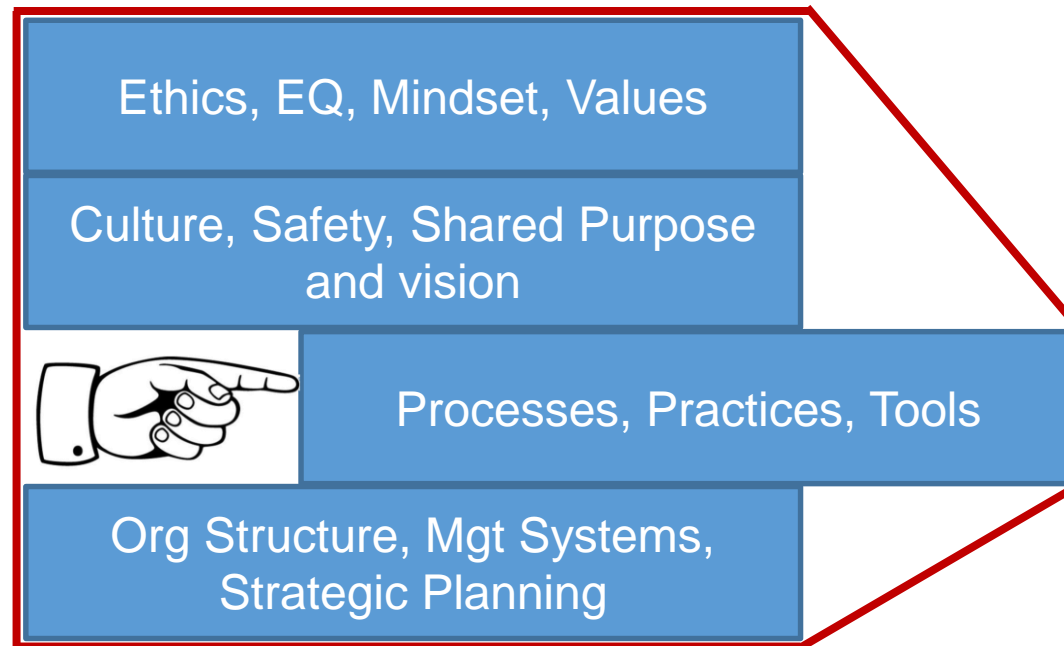 Ethics, EQ, Mindset, Values
Culture, Safety, Shared Purpose
and vision
Processes, Practices, Tools
Org Structure, Mgt Systems,
Strategic Planning